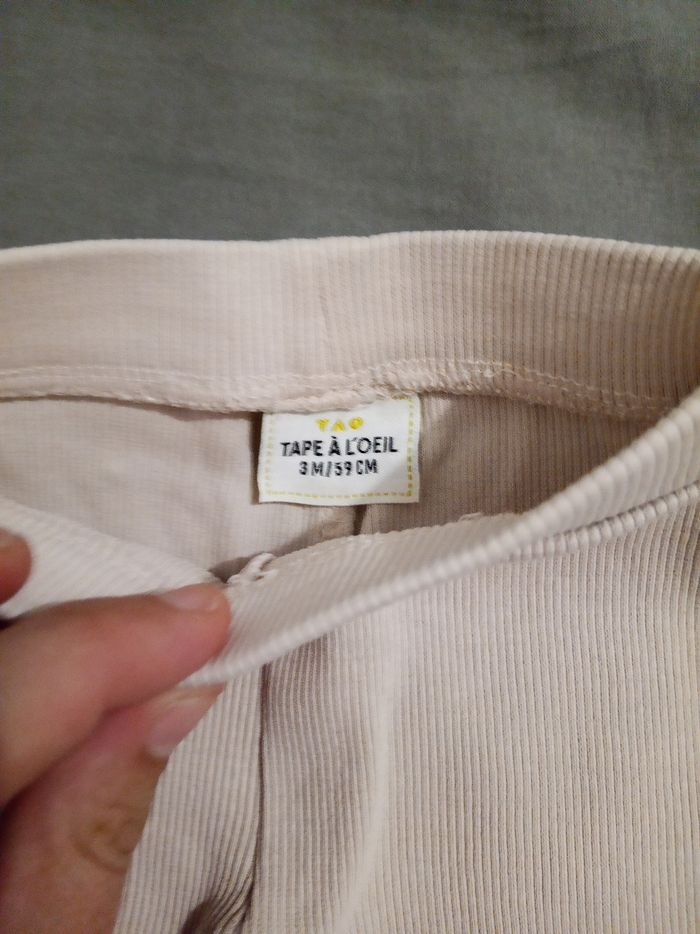 TAO
TAPE À L'OEIL
3M/59CM